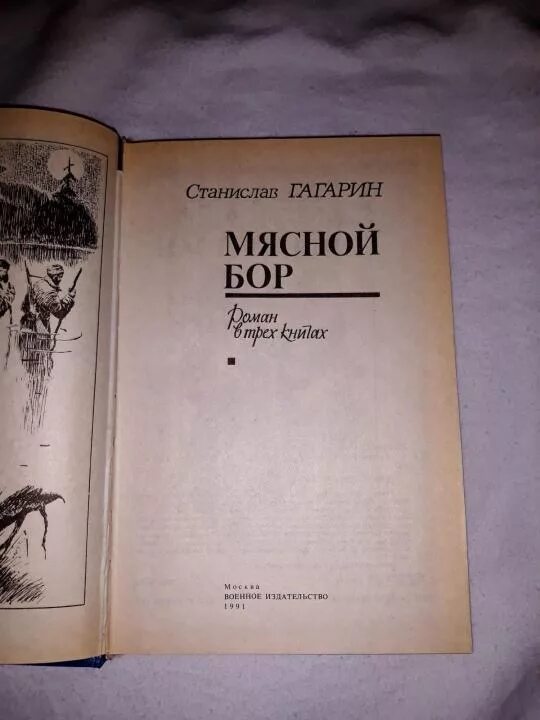 Станислав ГАГАРИН
МЯСНОЙ
БОР
Роман
в трех книгах
Москва
ВОЕННОЕ ИЗДАТЕЛЬСТВО
1991